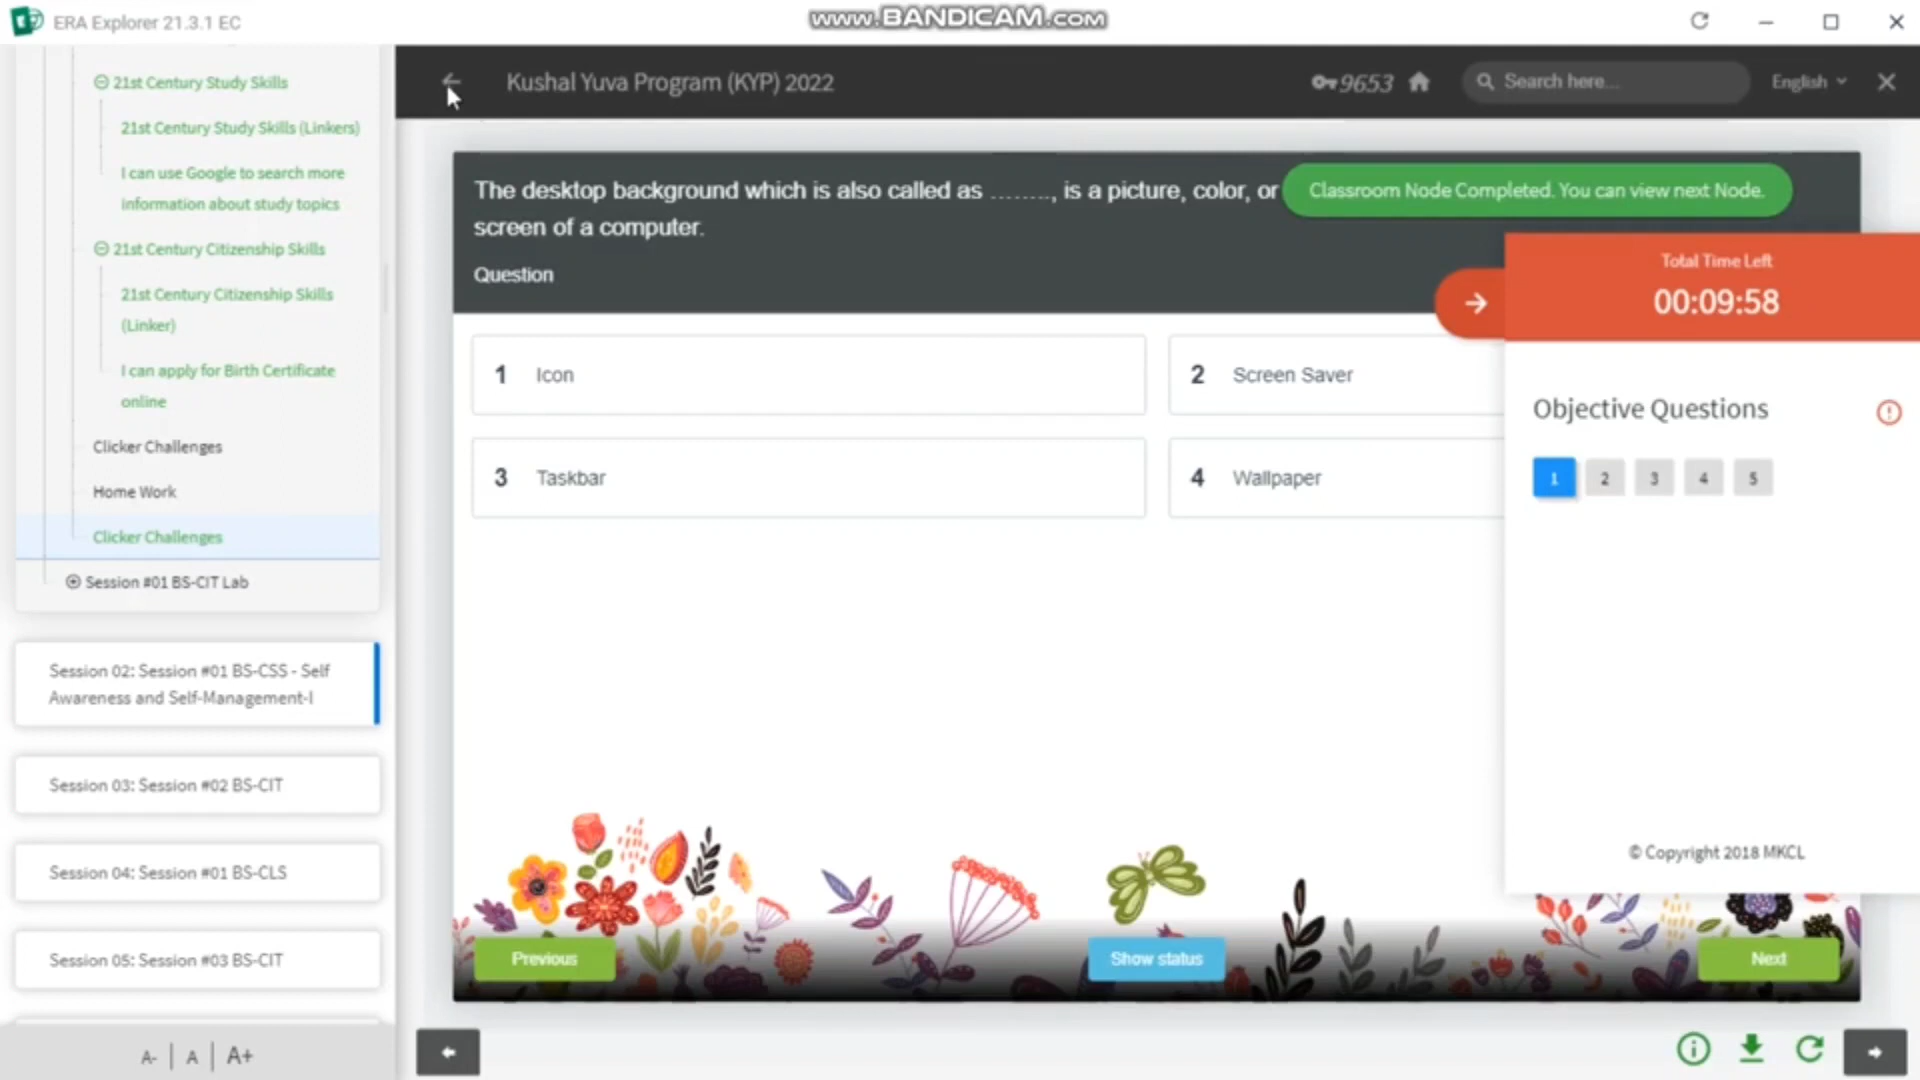 ERA Explorer 21.3.1 EC
www.BANDICAM.com
21st Century Study Skills
21st Century Study Skills (Linkers)
I can use Google to search more
information about study topics
21st Century Citizenship Skills
21st Century Citizenship Skills
(Linker)
I can apply for Birth Certificate
online
Clicker Challenges
Home Work
Clicker Challenges
Session #01 BS-CIT Lab
Session 02: Session #01 BS-CSS - Self
Awareness and Self-Management-I
Session 03: Session #02 BS-CIT
Session 04: Session #01 BS-CLS
Session 05: Session #03 BS-CIT
A- | A | A+
Kushal Yuva Program (KYP) 2022
9653
Search here...
English
The desktop background which is also called as ........, is a picture, color, or
screen of a computer.
Classroom Node Completed. You can view next Node.
Question
1 Icon
2 Screen Saver
3 Taskbar
4 Wallpaper
Total Time Left
00:09:58
Objective Questions
1 2 3 4 5
© Copyright 2018 MKCL
Previous
Show status
Next